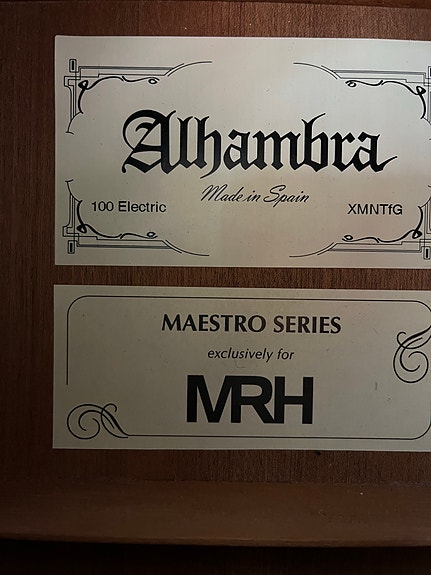 Alhambra
Made in Spain
100 Electric XMNTfG
MAESTRO SERIES
exclusively for
MRH